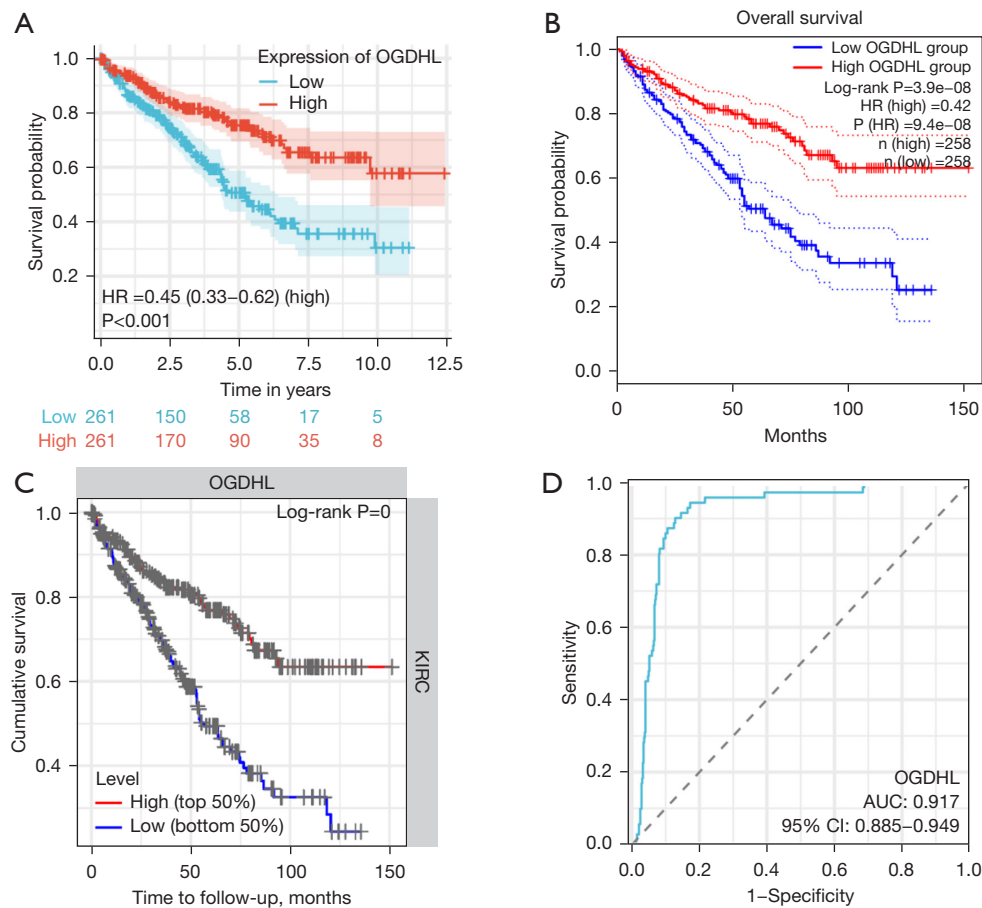 A
Expression of OGDHL
Low
High
1.0
0.8
0.6
0.4
0.2
Survival probability
HR =0.45 (0.33–0.62) (high)
P<0.001
0.0 2.5 5.0 7.5 10.0 12.5
Time in years
Low 261 150 58 17 5
High 261 170 90 35 8
B
Overall survival
Low OGDHL group
High OGDHL group
Log-rank P=3.9e-08
HR (high) =0.42
P (HR) =9.4e-08
n (high) =258
n (low) =258
1.0
0.8
0.6
0.4
0.2
0.0
Survival probability
0 50 100 150
Months
C
OGDHL
KIRC
Log-rank P=0
1.0
0.8
0.6
0.4
Cumulative survival
Level
High (top 50%)
Low (bottom 50%)
0 50 100 150
Time to follow-up, months
D
1.0
0.8
0.6
0.4
0.2
0.0
Sensitivity
OGDHL
AUC: 0.917
95% CI: 0.885–0.949
0.0 0.2 0.4 0.6 0.8 1.0
1–Specificity